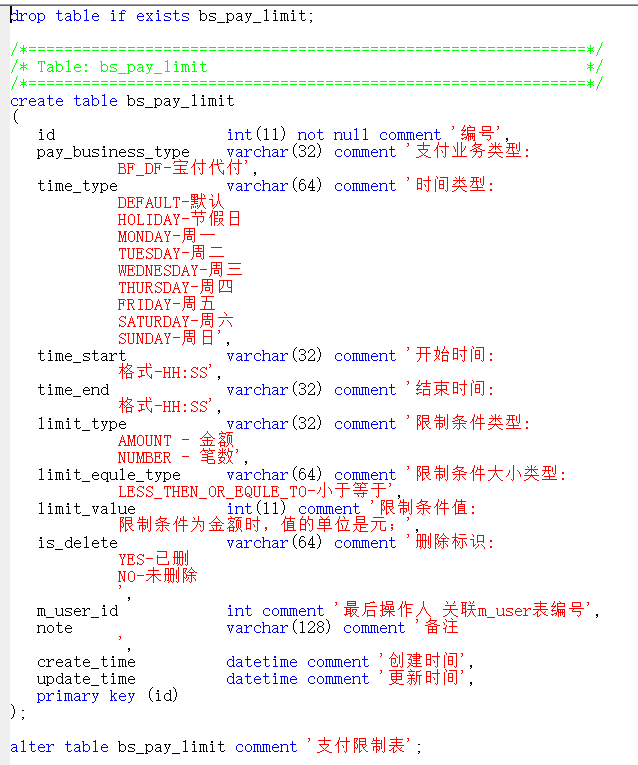 drop table if exists bs_pay_limit;
/*==============================================================*/
/* Table: bs_pay_limit */
/*==============================================================*/
create table bs_pay_limit
(
id int(11) not null comment '编号',
pay_business_type varchar(32) comment '支付业务类型:
BF_DF-宝付代付',
time_type varchar(64) comment '时间类型:
DEFAULT-默认
HOLIDAY-节假日
MONDAY-周一
TUESDAY-周二
WEDNESDAY-周三
THURSDAY-周四
FRIDAY-周五
SATURDAY-周六
SUNDAY-周日',
time_start varchar(32) comment '开始时间:
格式-HH:SS',
time_end varchar(32) comment '结束时间:
格式-HH:SS',
limit_type varchar(32) comment '限制条件类型:
AMOUNT - 金额
NUMBER - 笔数',
limit_equle_type varchar(64) comment '限制条件大小类型:
LESS_THEN_OR_EQULE_TO-小于等于',
limit_value int(11) comment '限制条件值:
限制条件为金额时，值的单位是元；',
is_delete varchar(64) comment '删除标识:
YES-已删
NO-未删除
',
m_user_id int comment '最后操作人 关联m_user表编号',
note varchar(128) comment '备注
',
create_time datetime comment '创建时间',
update_time datetime comment '更新时间',
primary key (id)
);
alter table bs_pay_limit comment '支付限制表';